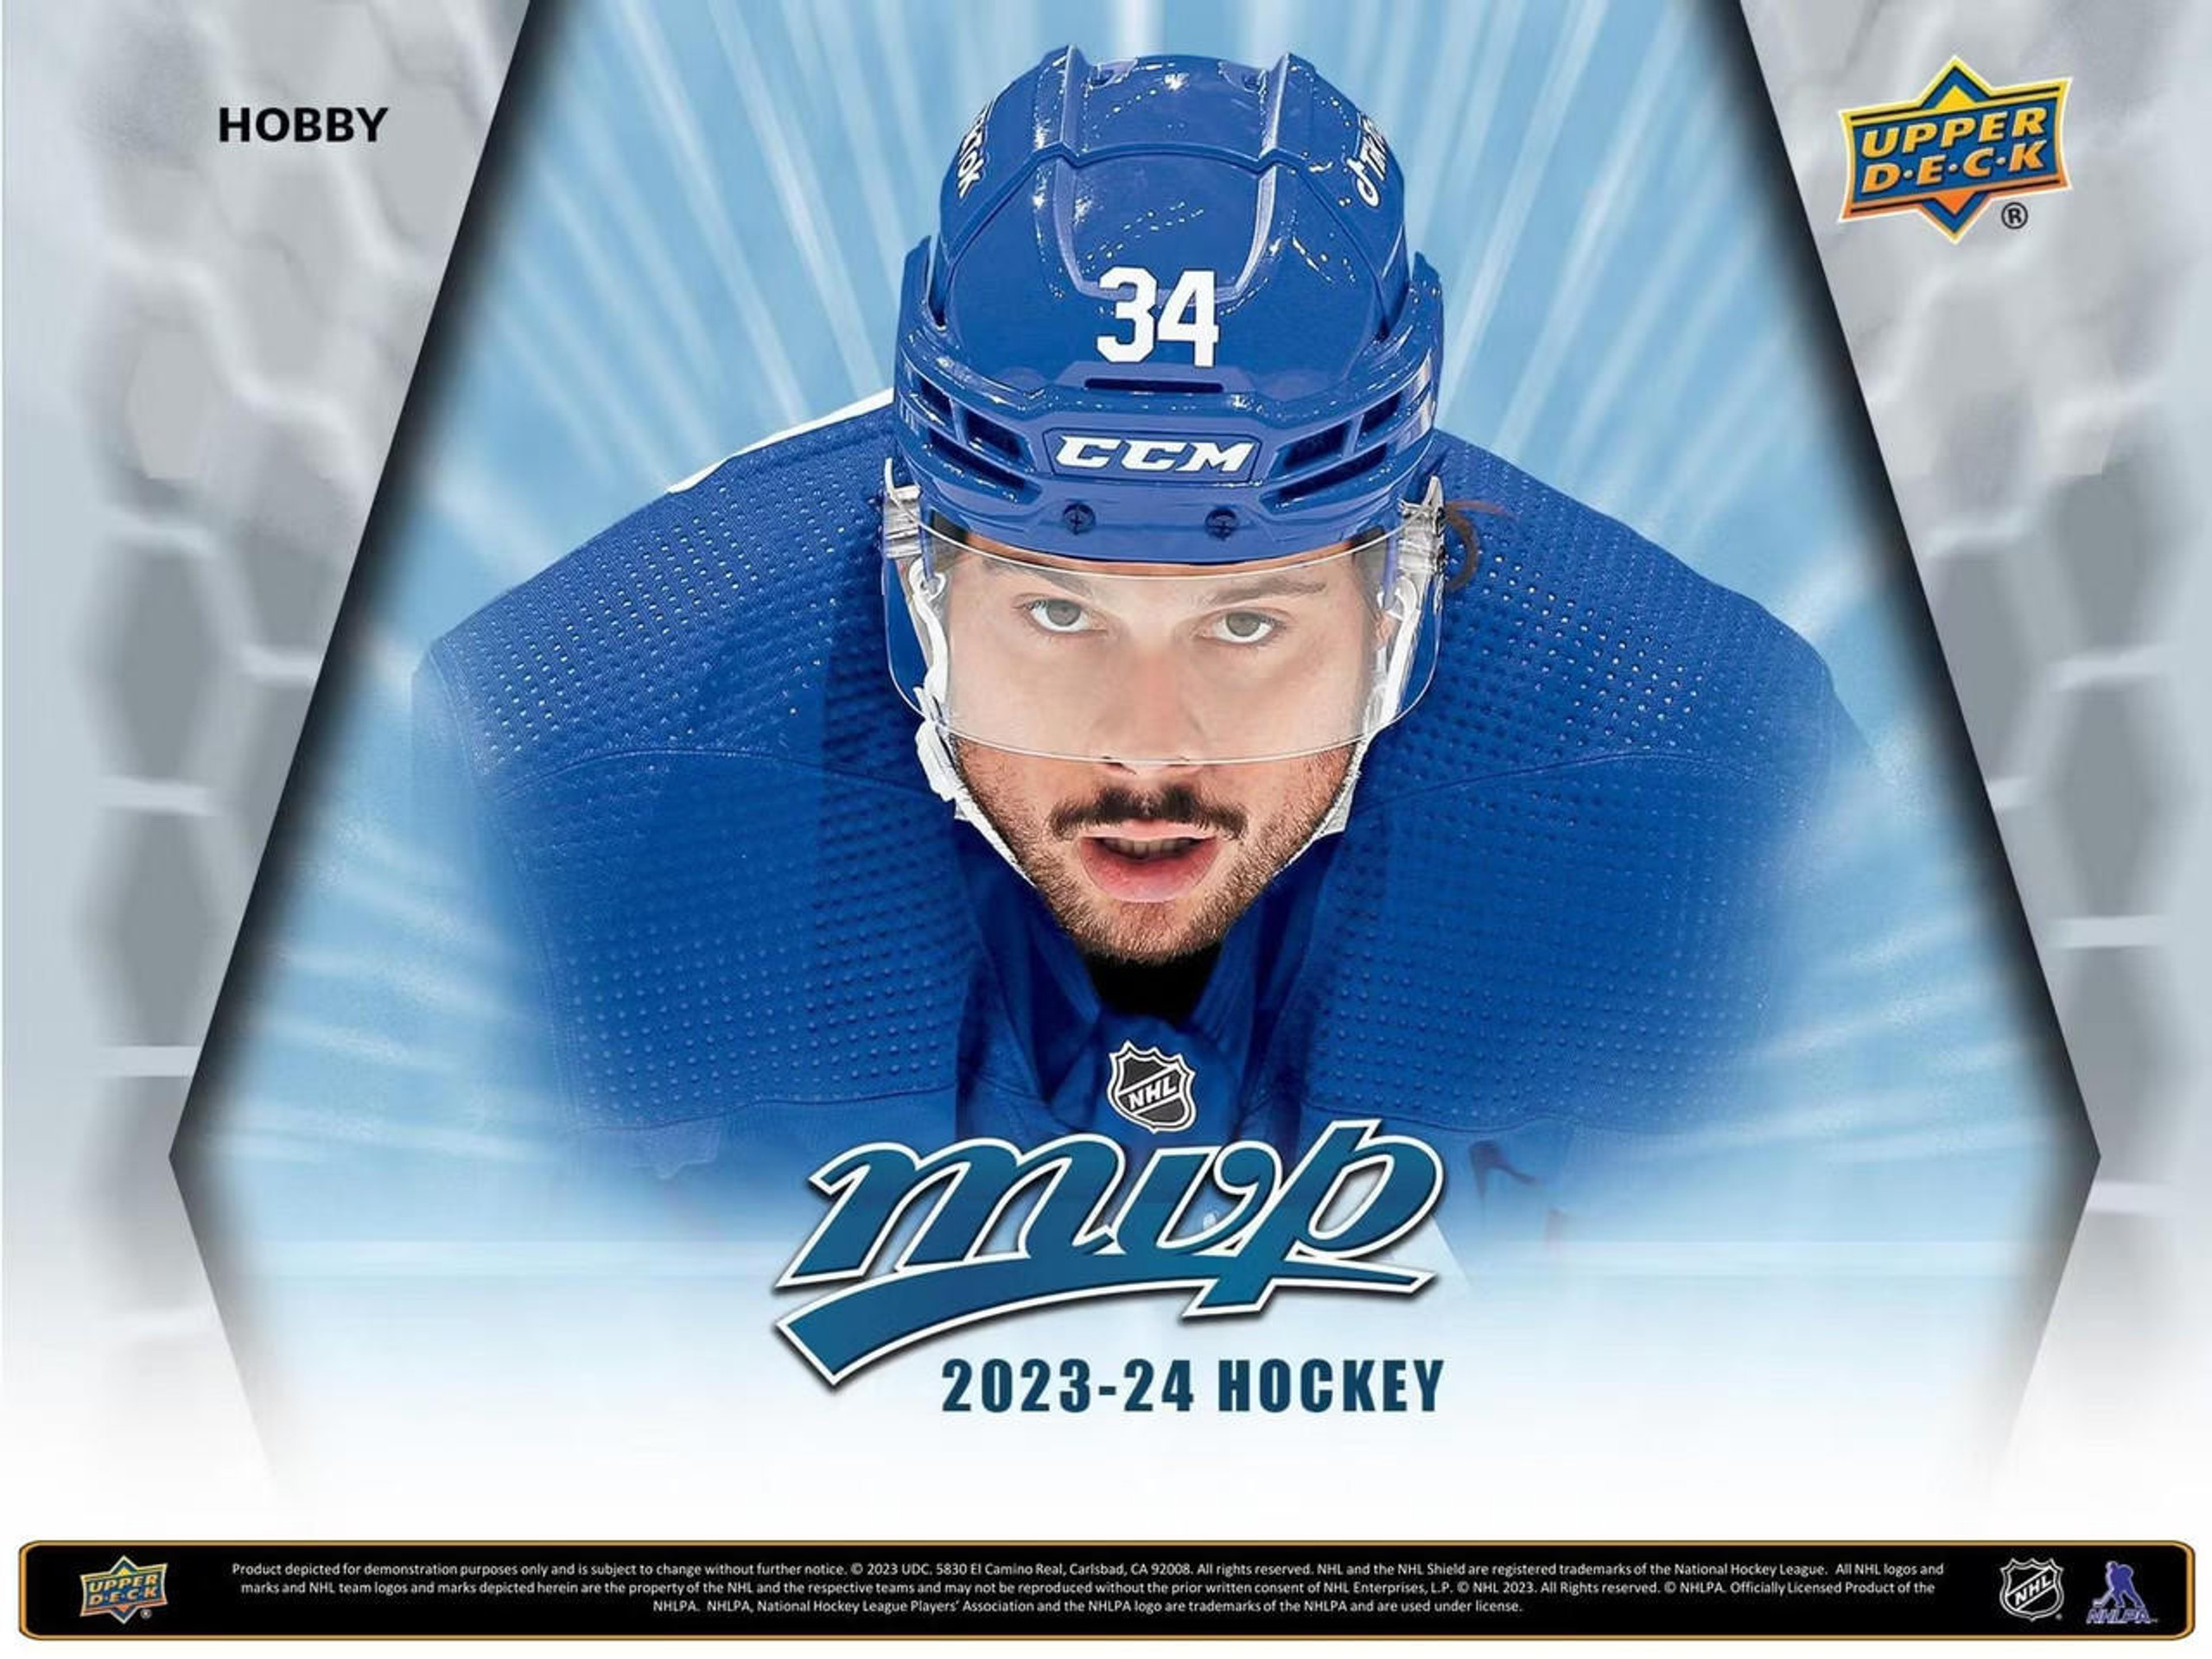 HOBBY
UPPER
D·E·C·K
®
TikTok
34
CCM
NHL
mvp
2023-24 HOCKEY
UPPER
D·E·C·K
Product depicted for demonstration purposes only and is subject to change without further notice. © 2023 UDC. 5830 El Camino Real, Carlsbad, CA 92008. All rights reserved. NHL and the NHL Shield are registered trademarks of the National Hockey League. All NHL logos and
marks and NHL team logos and marks depicted herein are the property of the NHL and the respective teams and may not be reproduced without the prior written consent of NHL Enterprises, L.P. © NHL 2023. All Rights reserved. © NHLPA. Officially Licensed Product of the
NHLPA. NHLPA, National Hockey League Players' Association and the NHLPA logo are trademarks of the NHLPA and are used under license.
NHL
NHLPA